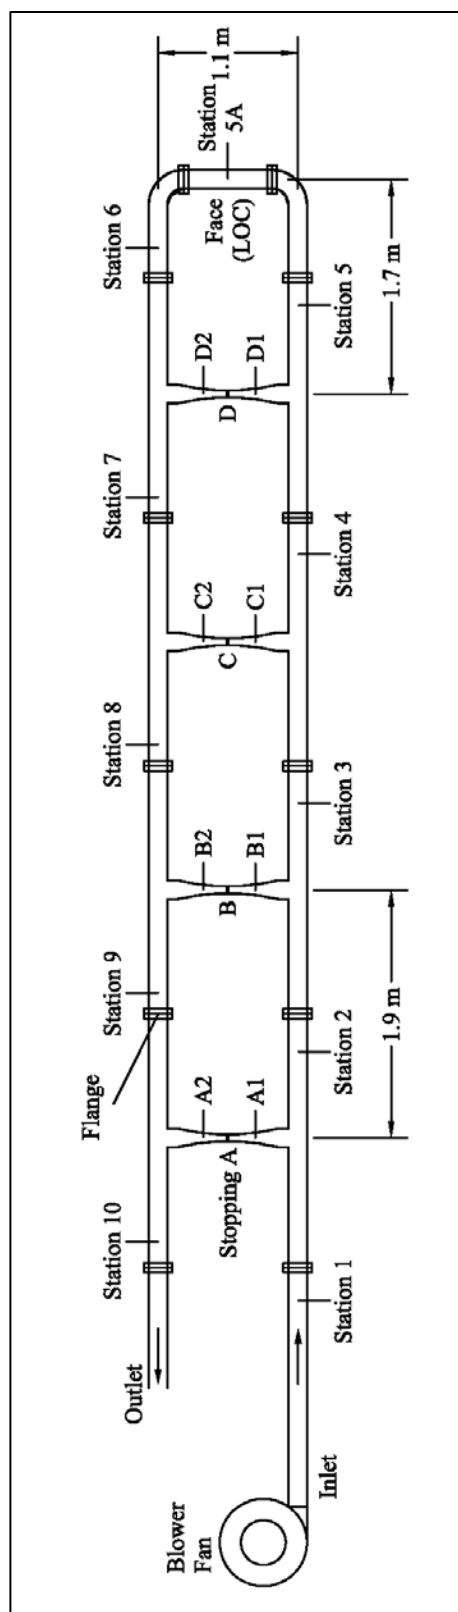 1.1 m
Station
5A
Face
(LOC)
Station 6
Station 5
1.7 m
D2
D
D1
Station 7
Station 4
C2
C
C1
Station 8
Station 3
B2
B
B1
Station 9
Station 2
1.9 m
Flange
A2
Stopping A
A1
Station 10
Station 1
Outlet
Inlet
Blower
Fan